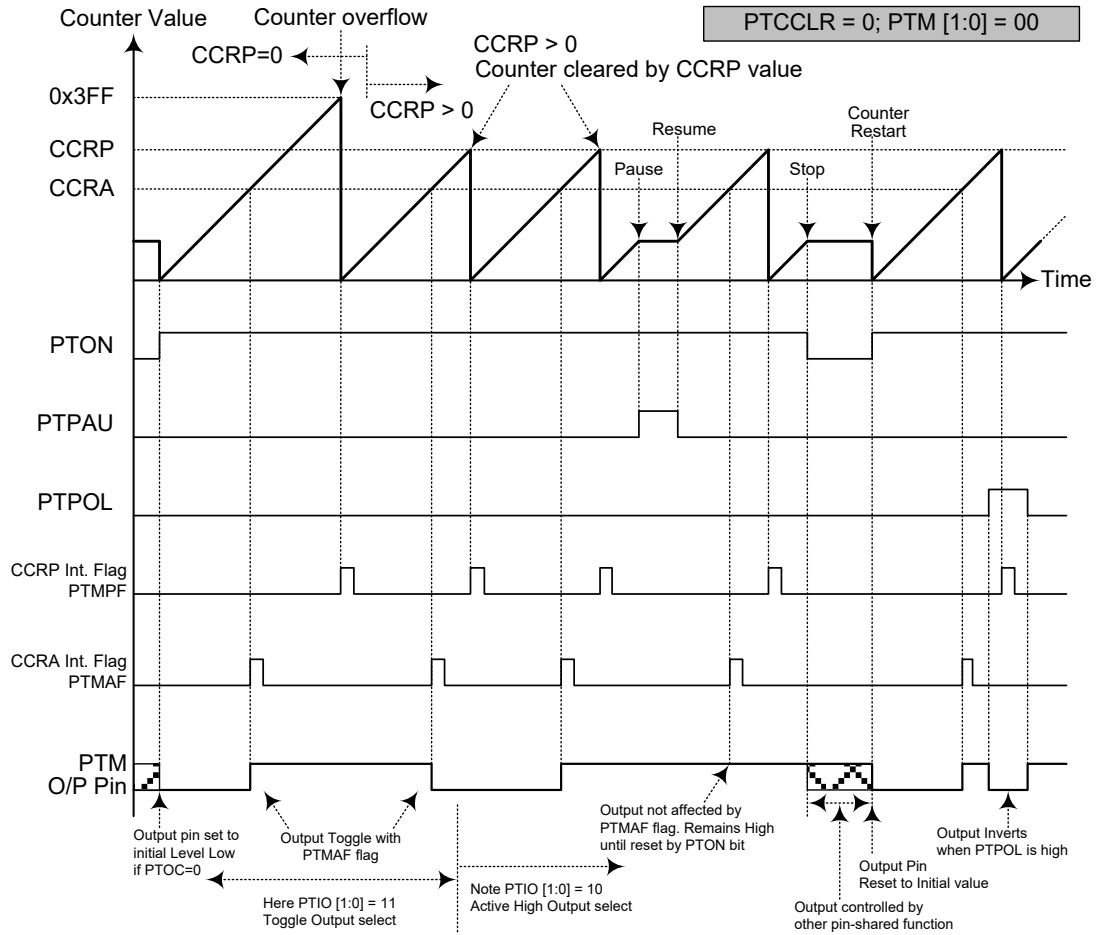 Counter Value
Counter overflow
PTCCLR = 0; PTM [1:0] = 00
CCRP=0
CCRP > 0
CCRP > 0
Counter cleared by CCRP value
0x3FF
CCRP
CCRA
Pause
Resume
Stop
Counter
Restart
Time
PTON
PTPAU
PTPOL
CCRP Int. Flag
PTMPF
CCRA Int. Flag
PTMAF
PTM
O/P Pin
Output pin set to
initial Level Low
if PTOC=0
Output Toggle with
PTMAF flag
Here PTIO [1:0] = 11
Toggle Output select
Note PTIO [1:0] = 10
Active High Output select
Output not affected by
PTMAF flag. Remains High
until reset by PTON bit
Output controlled by
other pin-shared function
Output Pin
Reset to Initial value
Output Inverts
when PTPOL is high